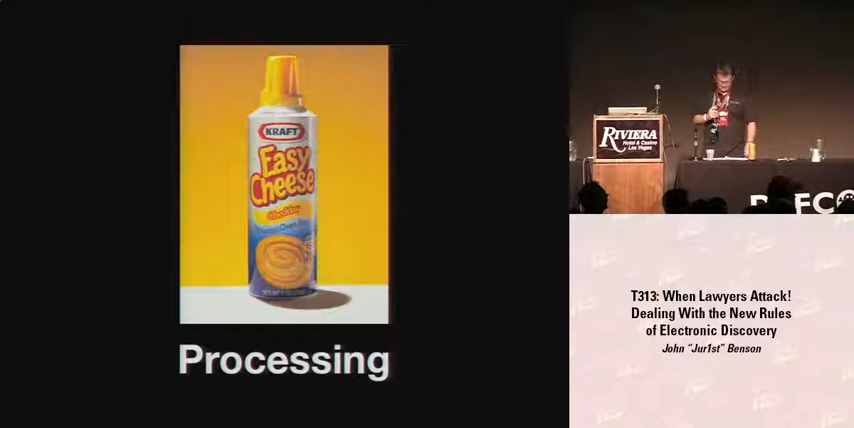 KRAFT
Easy
Cheese
Cheddar
Processing
RIVIERA
Hotel & Casino
Las Vegas
T313: When Lawyers Attack!
Dealing With the New Rules
of Electronic Discovery
John "Jur1st" Benson